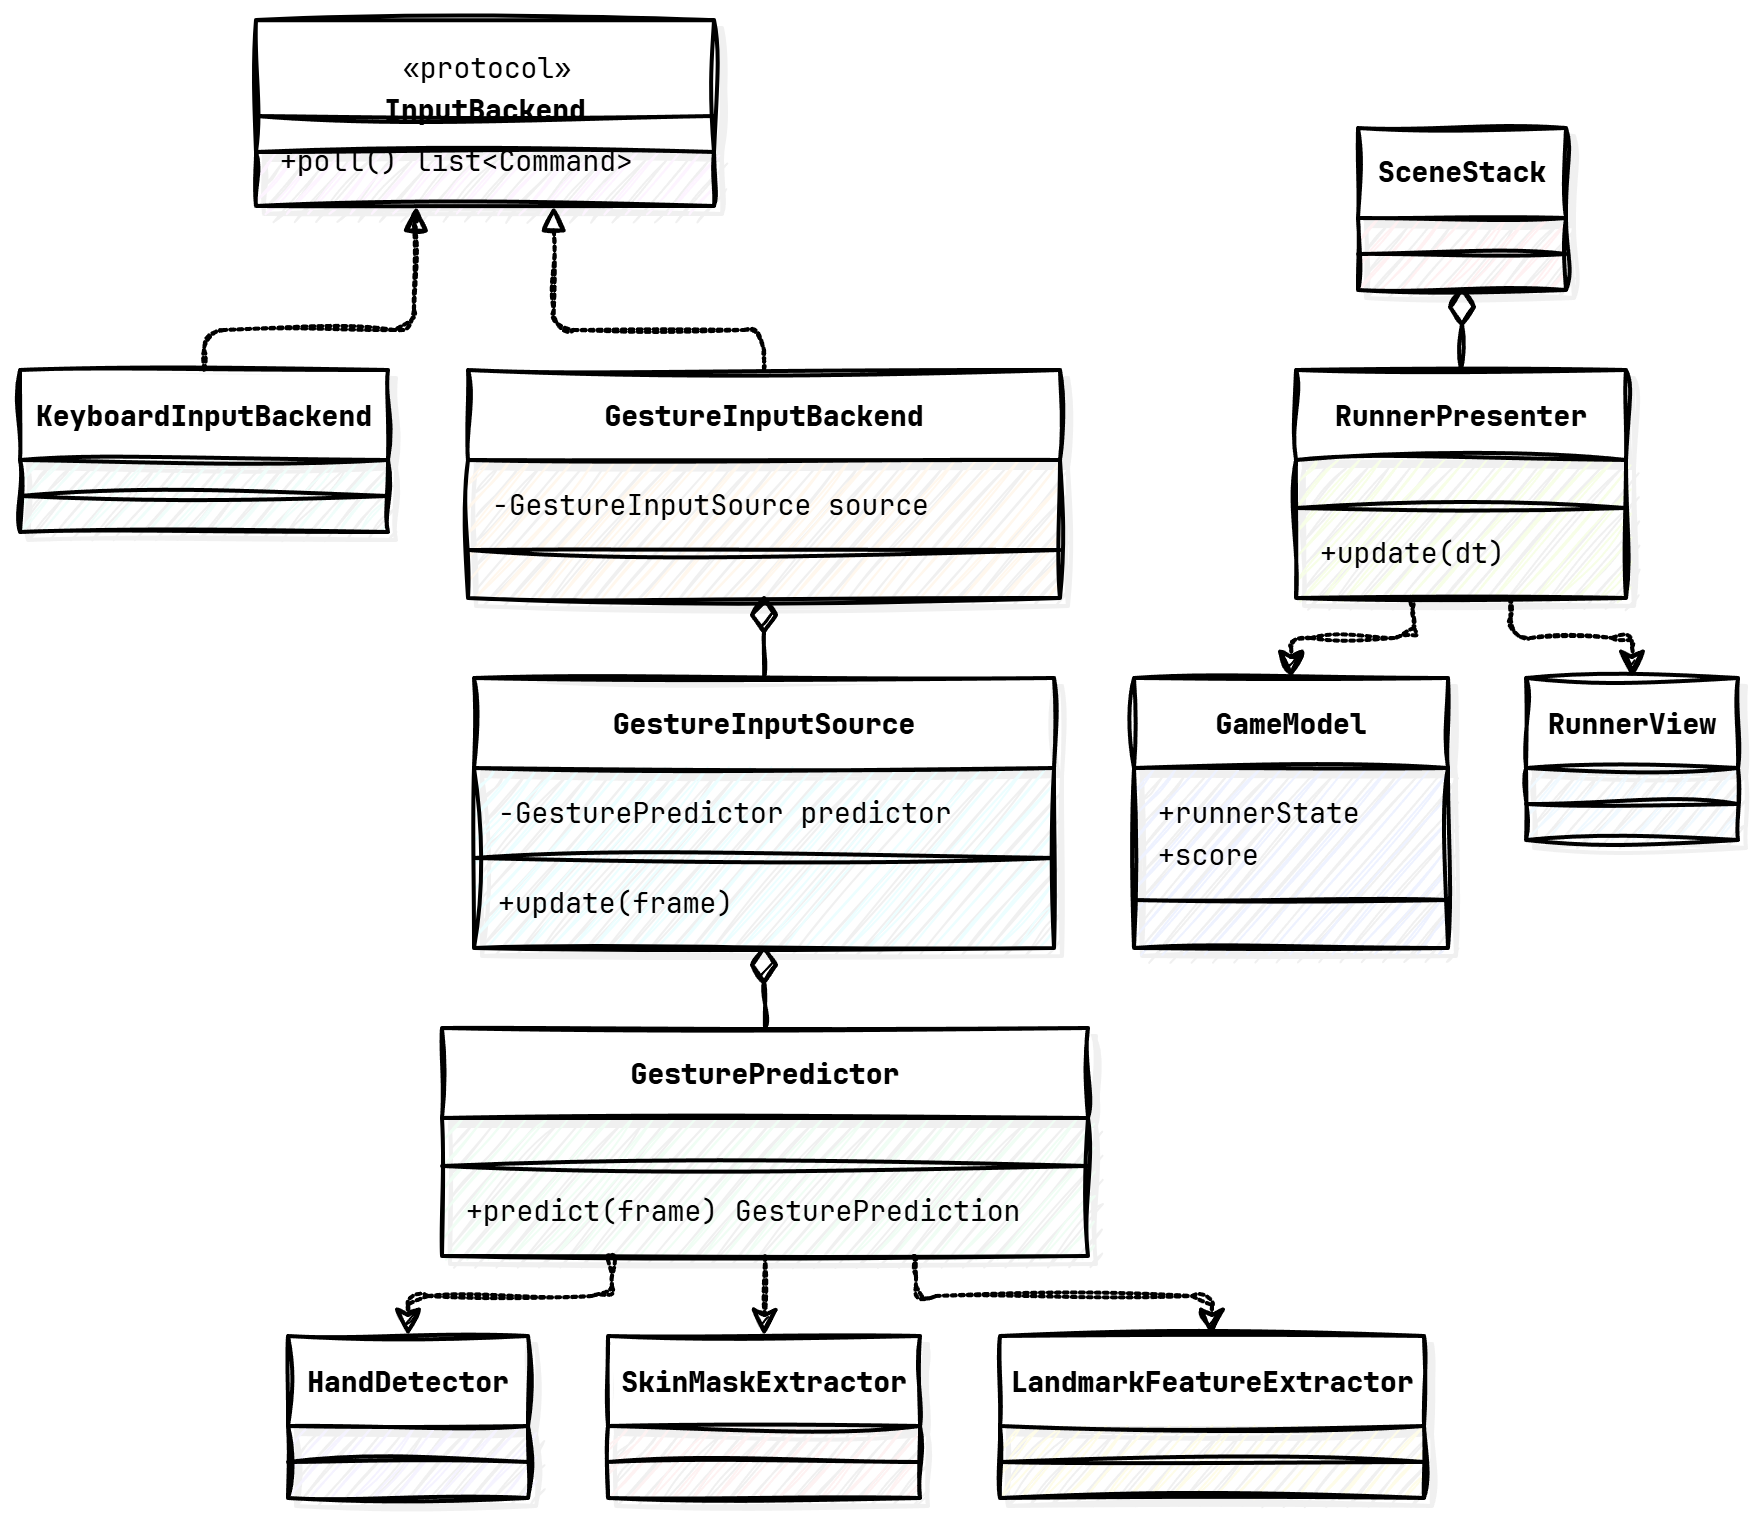 «protocol»
InputBackend
+poll() list<Command>
SceneStack
KeyboardInputBackend
GestureInputBackend
-GestureInputSource source
RunnerPresenter
+update(dt)
GestureInputSource
-GesturePredictor predictor
+update(frame)
GameModel
+runnerState
+score
RunnerView
GesturePredictor
+predict(frame) GesturePrediction
HandDetector
SkinMaskExtractor
LandmarkFeatureExtractor